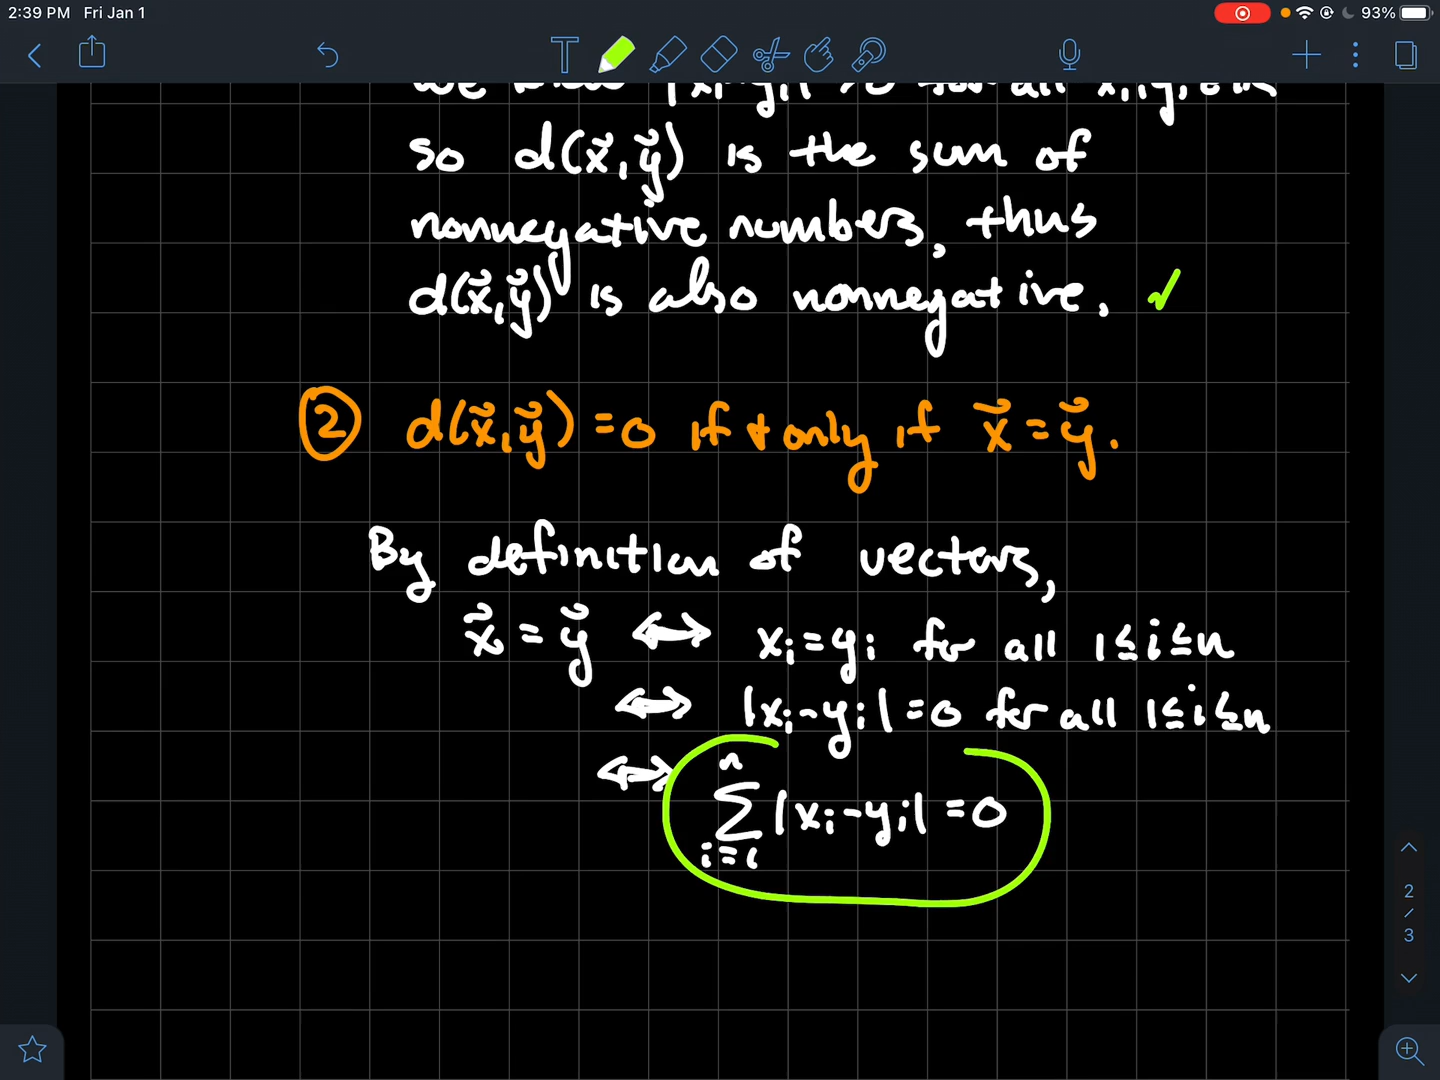 2:39 PM Fri Jan 1
93%
T
so d(x⃗,y⃗) is the sum of
nonnegative numbers, thus
d(x⃗,y⃗) is also nonnegative. ✓
② d(x⃗,y⃗)=0 if + only if x⃗=y⃗.
By definition of vectors,
x⃗ = y⃗ ⟷ xᵢ=yᵢ for all 1≤i≤n
⟷ |xᵢ-yᵢ|=0 for all 1≤i≤n
⟷ ∑ᵢ₌₁ⁿ |xᵢ-yᵢ| =0
2
/
3